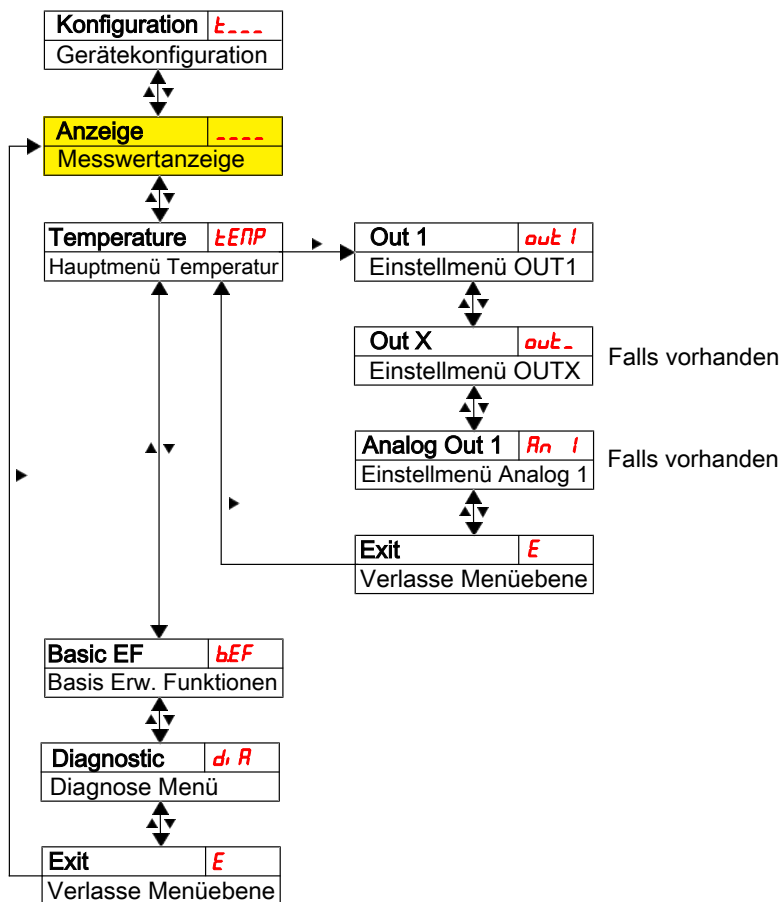 Konfiguration t_ _ _
Gerätekonfiguration
Anzeige _ _ _ _
Messwertanzeige
Temperature tEMP
Hauptmenü Temperatur
Out 1 out 1
Einstellmenü OUT1
Out X out_
Einstellmenü OUTX
Falls vorhanden
Analog Out 1 An 1
Einstellmenü Analog 1
Falls vorhanden
Exit E
Verlasse Menüebene
Basic EF b.EF
Basis Erw. Funktionen
Diagnostic diA
Diagnose Menü
Exit E
Verlasse Menüebene